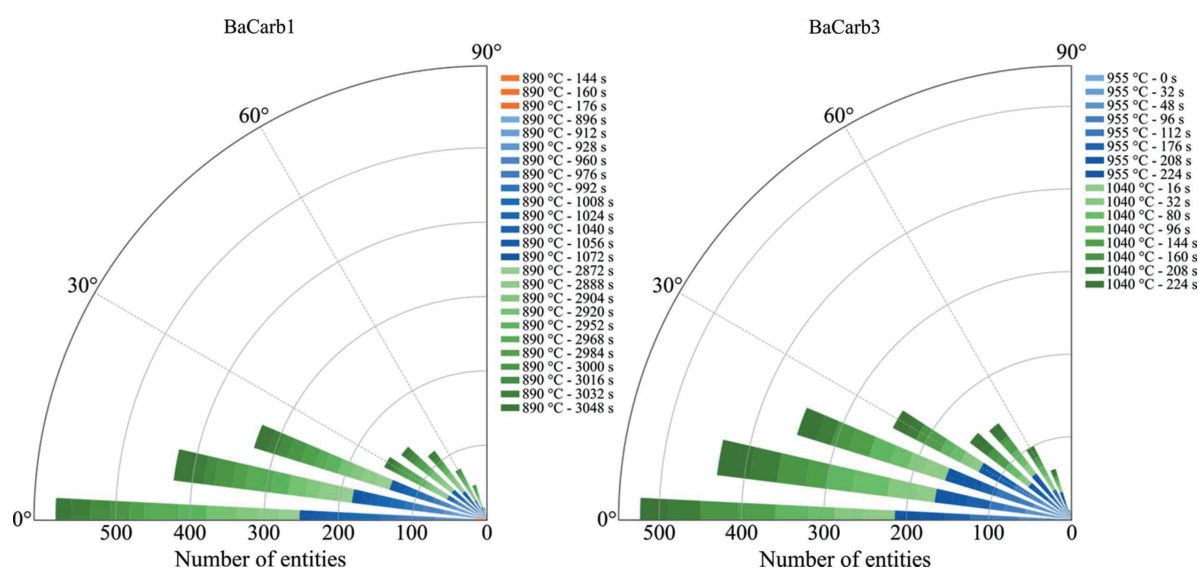 BaCarb1
90°
60°
30°
0°
500
400
300
200
100
0
Number of entities
890 °C - 144 s
890 °C - 160 s
890 °C - 176 s
890 °C - 896 s
890 °C - 912 s
890 °C - 928 s
890 °C - 960 s
890 °C - 976 s
890 °C - 992 s
890 °C - 1008 s
890 °C - 1024 s
890 °C - 1040 s
890 °C - 1056 s
890 °C - 1072 s
890 °C - 2872 s
890 °C - 2888 s
890 °C - 2904 s
890 °C - 2920 s
890 °C - 2952 s
890 °C - 2968 s
890 °C - 2984 s
890 °C - 3000 s
890 °C - 3016 s
890 °C - 3032 s
890 °C - 3048 s
BaCarb3
90°
60°
30°
0°
500
400
300
200
100
0
Number of entities
955 °C - 0 s
955 °C - 32 s
955 °C - 48 s
955 °C - 96 s
955 °C - 112 s
955 °C - 176 s
955 °C - 208 s
955 °C - 224 s
1040 °C - 16 s
1040 °C - 32 s
1040 °C - 80 s
1040 °C - 96 s
1040 °C - 144 s
1040 °C - 160 s
1040 °C - 208 s
1040 °C - 224 s